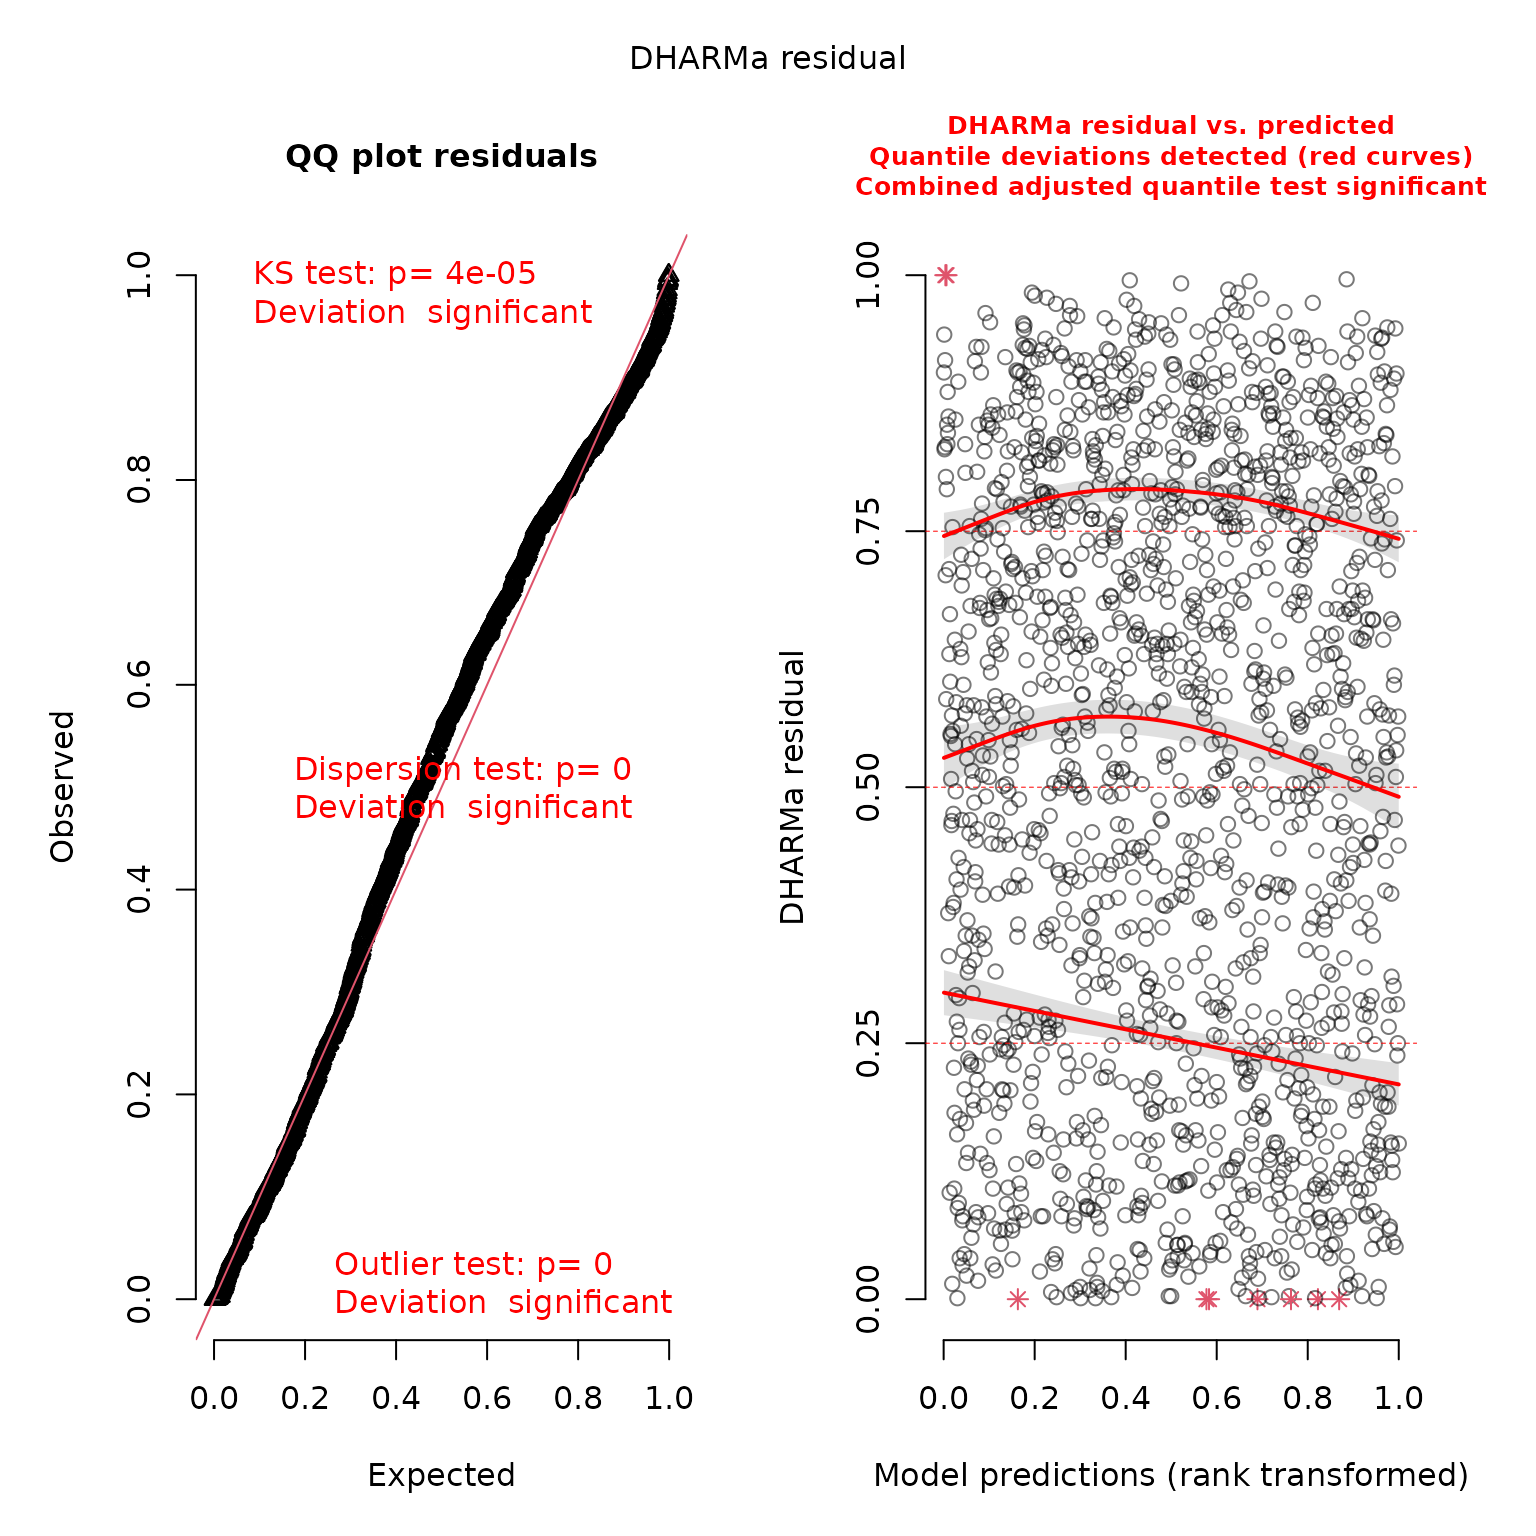 DHARMa residual
QQ plot residuals
KS test: p= 4e-05
Deviation  significant
Dispersion test: p= 0
Deviation  significant
Outlier test: p= 0
Deviation  significant
Observed
0.0
0.2
0.4
0.6
0.8
1.0
0.0 0.2 0.4 0.6 0.8 1.0
Expected
DHARMa residual vs. predicted
Quantile deviations detected (red curves)
Combined adjusted quantile test significant
DHARMa residual
0.00
0.25
0.50
0.75
1.00
0.0 0.2 0.4 0.6 0.8 1.0
Model predictions (rank transformed)